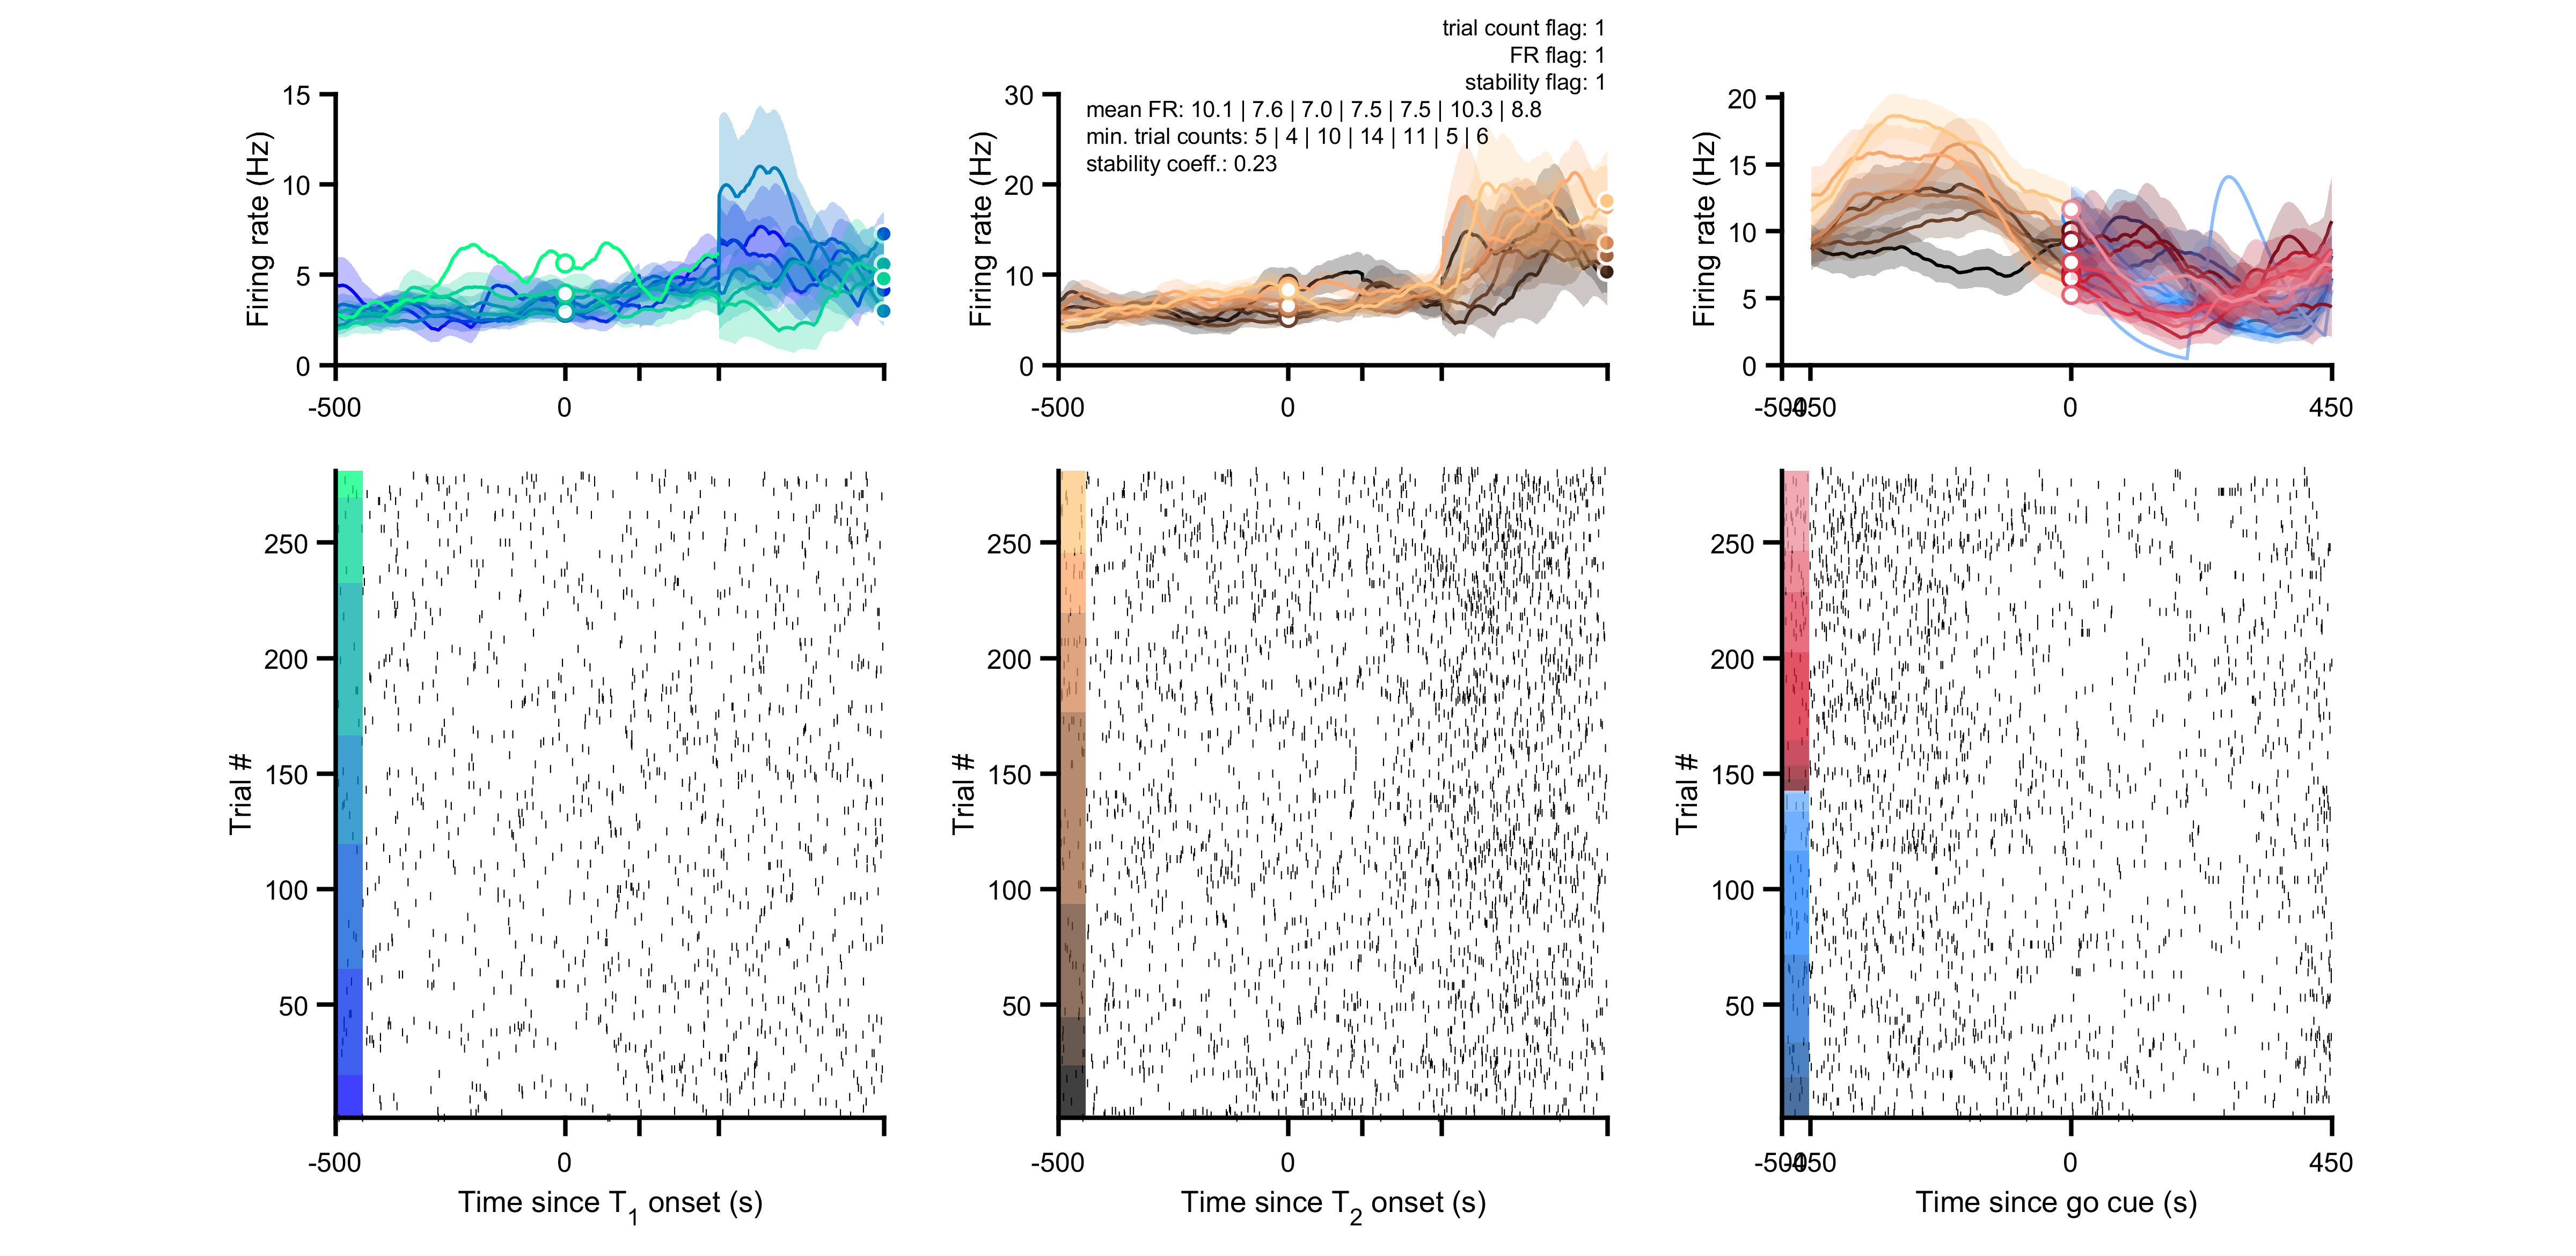 trial count flag: 1
FR flag: 1
stability flag: 1
mean FR: 10.1 | 7.6 | 7.0 | 7.5 | 7.5 | 10.3 | 8.8
min. trial counts: 5 | 4 | 10 | 14 | 11 | 5 | 6
stability coeff.: 0.23
Firing rate (Hz)
15
10
5
0
-500
0
Firing rate (Hz)
30
20
10
0
-500
0
Firing rate (Hz)
20
15
10
5
0
-500
-450
0
450
Trial #
250
200
150
100
50
-500
0
Time since T1 onset (s)
Trial #
250
200
150
100
50
-500
0
Time since T2 onset (s)
Trial #
250
200
150
100
50
-500
-450
0
450
Time since go cue (s)